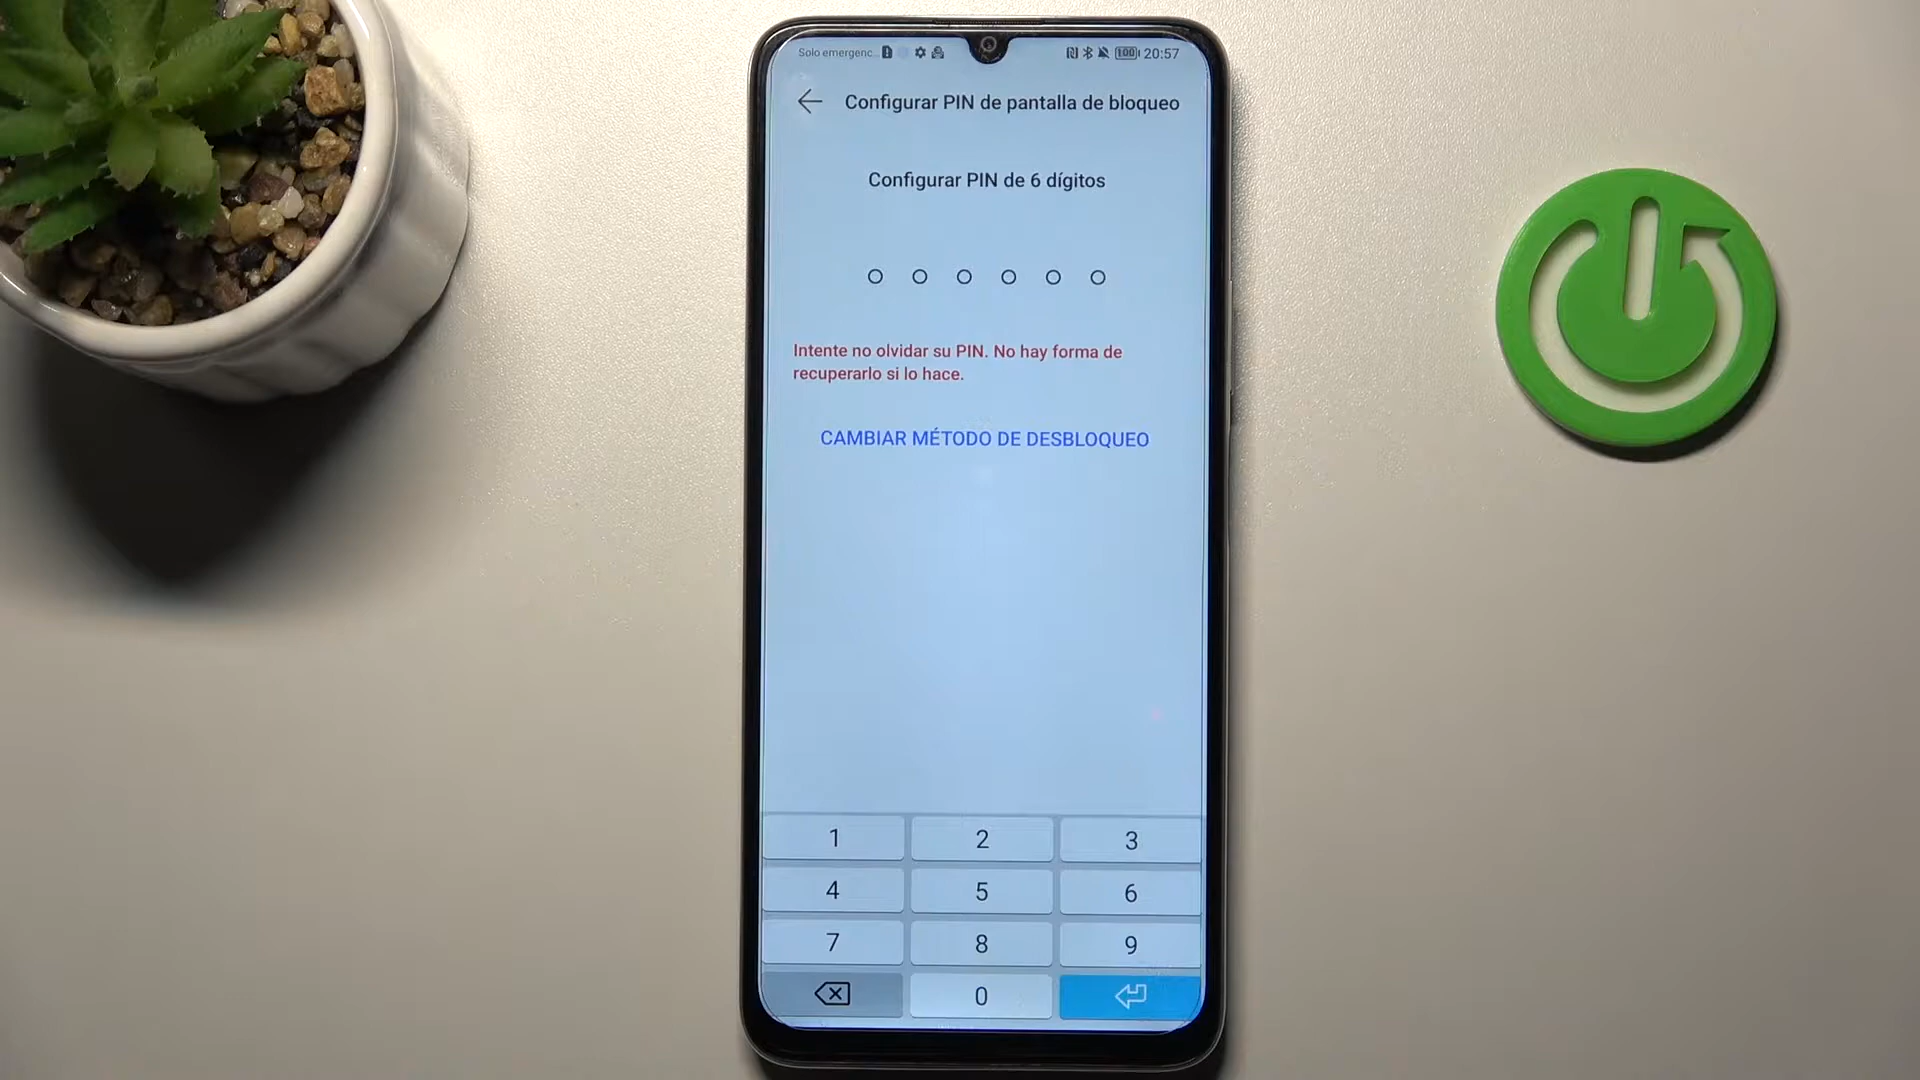 Solo emergenc... 100 20:57
Configurar PIN de pantalla de bloqueo
Configurar PIN de 6 dígitos
Intente no olvidar su PIN. No hay forma de
recuperarlo si lo hace.
CAMBIAR MÉTODO DE DESBLOQUEO
1 2 3
4 5 6
7 8 9
0